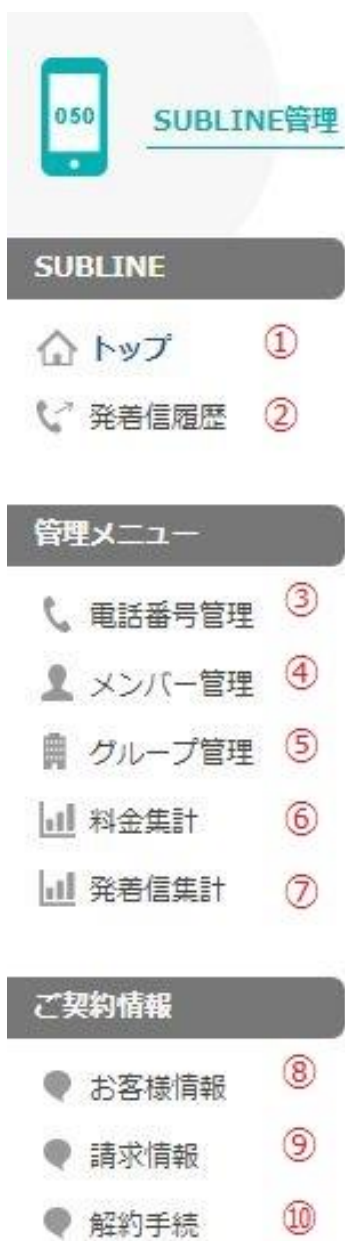 050
SUBLINE管理
SUBLINE
トップ ①
発着信履歴 ②
管理メニュー
電話番号管理 ③
メンバー管理 ④
グループ管理 ⑤
料金集計 ⑥
発着信集計 ⑦
ご契約情報
お客様情報 ⑧
請求情報 ⑨
解約手続 ⑩